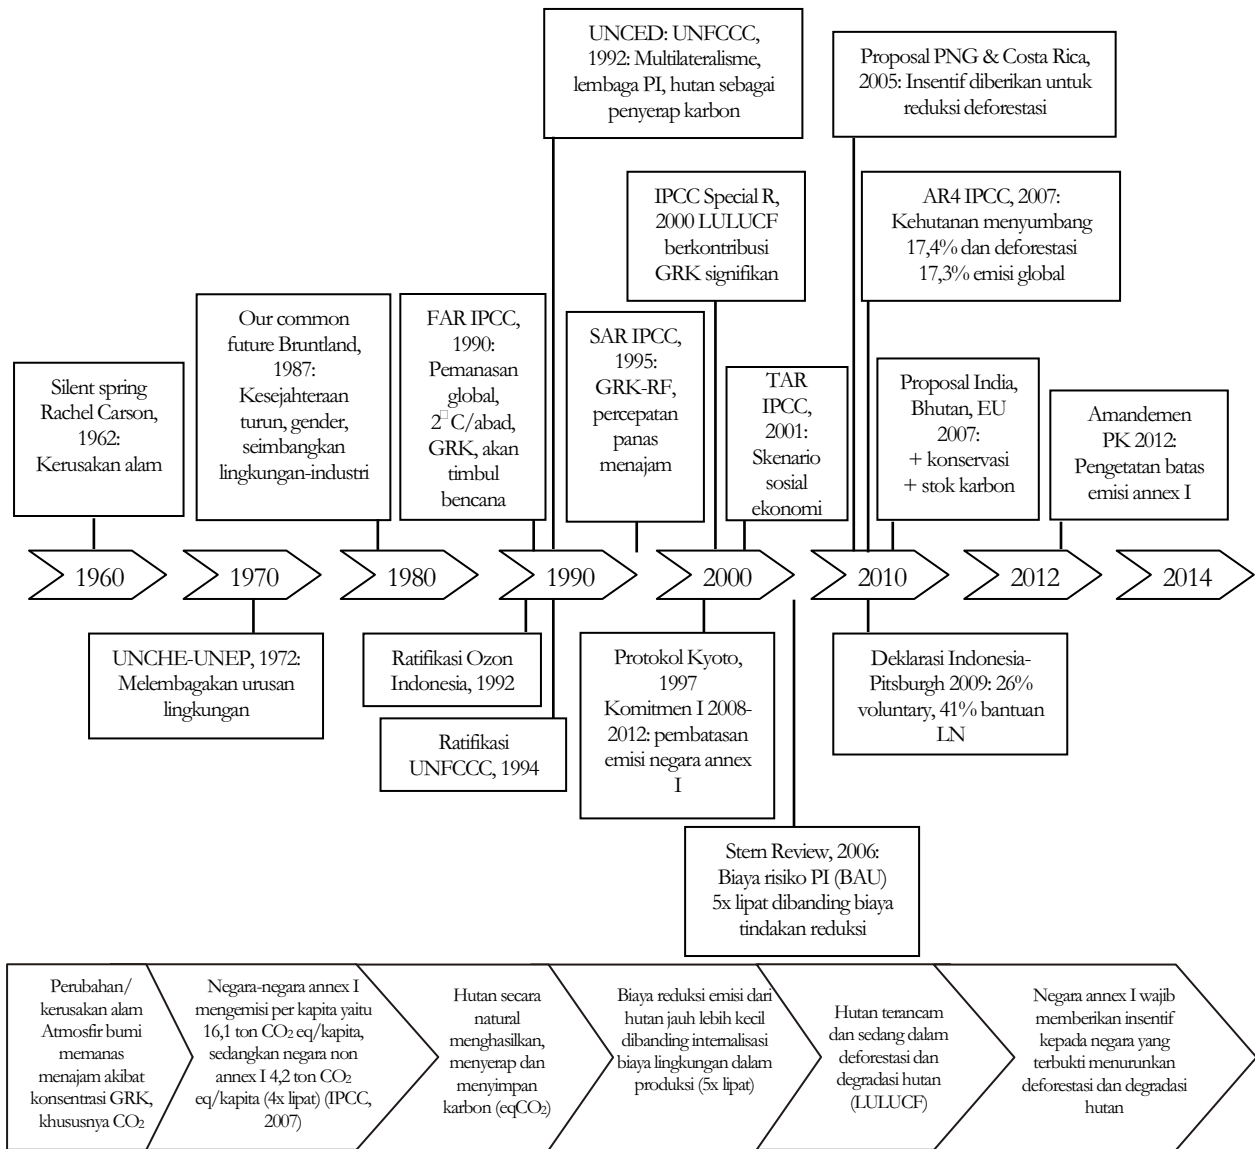 UNCED: UNFCCC,
1992: Multilateralisme,
lembaga PI, hutan sebagai
penyerap karbon
Proposal PNG & Costa Rica,
2005: Insentif diberikan untuk
reduksi deforestasi
IPCC Special R,
2000 LULUCF
berkontribusi
GRK signifikan
AR4 IPCC, 2007:
Kehutanan menyumbang
17,4% dan deforestasi
17,3% emisi global
Silent spring
Rachel Carson,
1962:
Kerusakan alam
Our common
future Bruntland,
1987:
Kesejahteraan
turun, gender,
seimbangkan
lingkungan-industri
FAR IPCC,
1990:
Pemanasan
global,
2□ C/abad,
GRK, akan
timbul
bencana
SAR IPCC,
1995:
GRK-RF,
percepatan
panas
menajam
TAR
IPCC,
2001:
Skenario
sosial
ekonomi
Proposal India,
Bhutan, EU
2007:
+ konservasi
+ stok karbon
Amandemen
PK 2012:
Pengetatan batas
emisi annex I
1960
1970
1980
1990
2000
2010
2012
2014
UNCHE-UNEP, 1972:
Melembagakan urusan
lingkungan
Ratifikasi Ozon
Indonesia, 1992
Ratifikasi
UNFCCC, 1994
Protokol Kyoto,
1997
Komitmen I 2008-
2012: pembatasan
emisi negara annex
I
Deklarasi Indonesia-
Pitsburgh 2009: 26%
voluntary, 41% bantuan
LN
Stern Review, 2006:
Biaya risiko PI (BAU)
5x lipat dibanding biaya
tindakan reduksi
Perubahan/
kerusakan alam
Atmosfir bumi
memanas
menajam akibat
konsentrasi GRK,
khususnya CO₂
Negara-negara annex I
mengemisi per kapita yaitu
16,1 ton CO₂ eq/kapita,
sedangkan negara non
annex I 4,2 ton CO₂
eq/kapita (4x lipat) (IPCC,
2007)
Hutan secara
natural
menghasilkan,
menyerap dan
menyimpan
karbon (eqCO₂)
Biaya reduksi emisi dari
hutan jauh lebih kecil
dibanding internalisasi
biaya lingkungan dalam
produksi (5x lipat)
Hutan terancam
dan sedang dalam
deforestasi dan
degradasi hutan
(LULUCF)
Negara annex I wajib
memberikan insentif
kepada negara yang
terbukti menurunkan
deforestasi dan degradasi
hutan